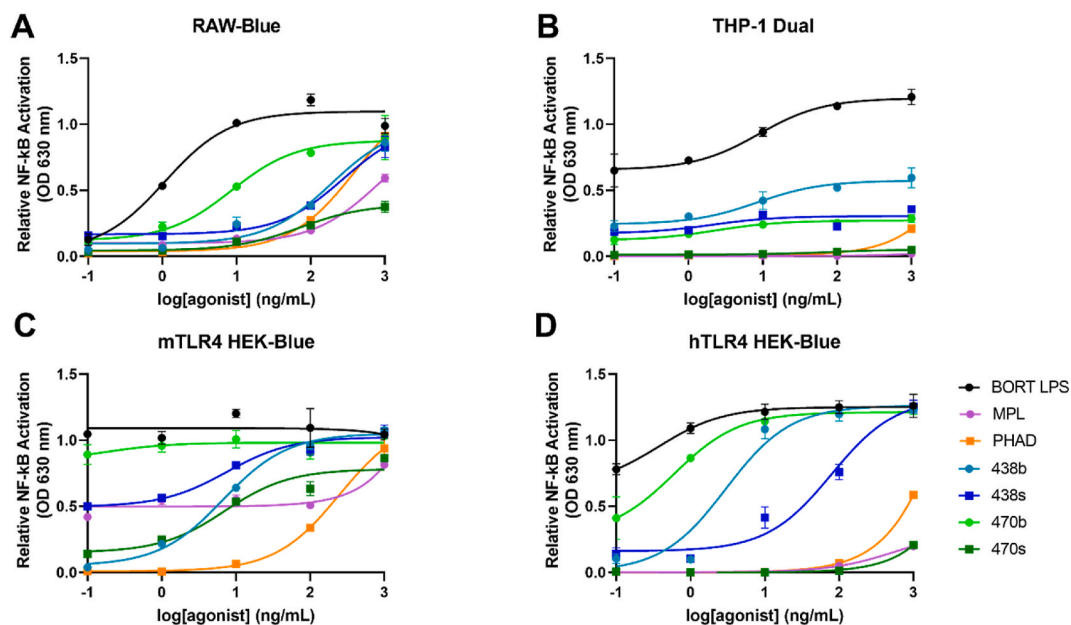 A
RAW-Blue
Relative NF-kB Activation
(OD 630 nm)
1.5
1.0
0.5
0.0
-1
0
1
2
3
log[agonist] (ng/mL)
B
THP-1 Dual
Relative NF-kB Activation
(OD 630 nm)
1.5
1.0
0.5
0.0
-1
0
1
2
3
log[agonist] (ng/mL)
C
mTLR4 HEK-Blue
Relative NF-kB Activation
(OD 630 nm)
1.5
1.0
0.5
0.0
-1
0
1
2
3
log[agonist] (ng/mL)
D
hTLR4 HEK-Blue
Relative NF-kB Activation
(OD 630 nm)
1.5
1.0
0.5
0.0
-1
0
1
2
3
log[agonist] (ng/mL)
BORT LPS
MPL
PHAD
438b
438s
470b
470s